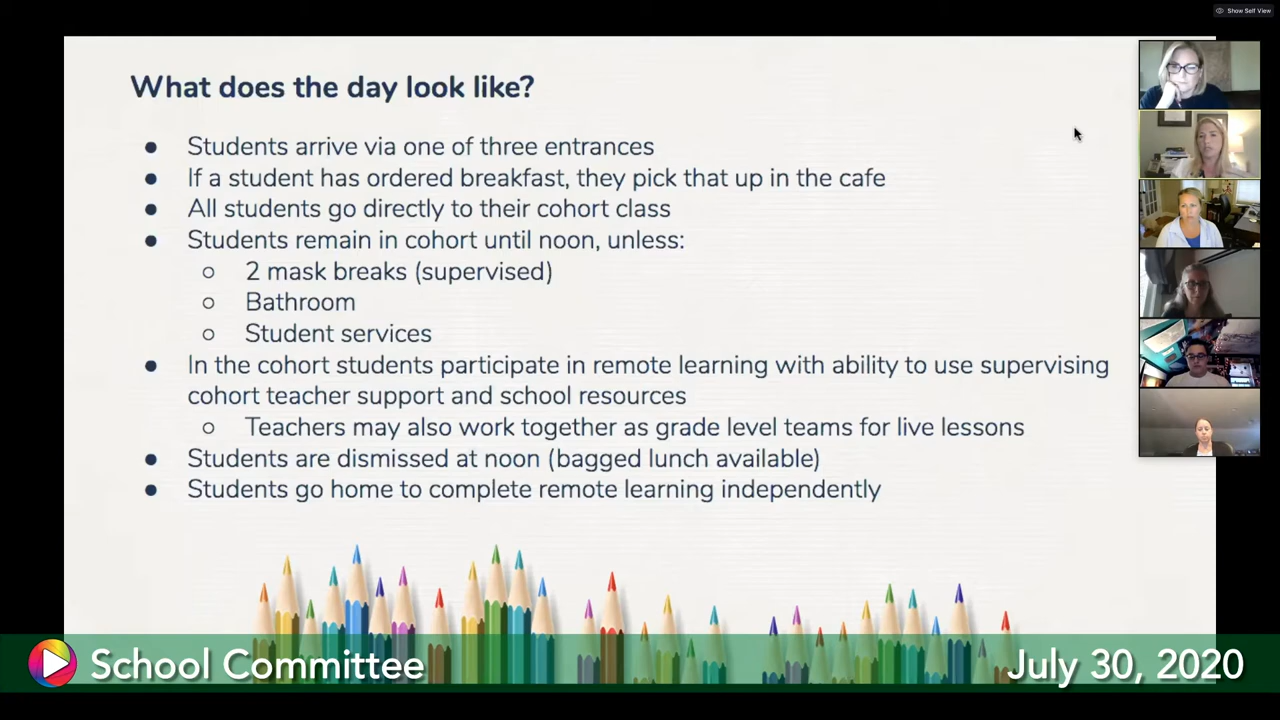 Show Self View
What does the day look like?
● Students arrive via one of three entrances
● If a student has ordered breakfast, they pick that up in the cafe
● All students go directly to their cohort class
● Students remain in cohort until noon, unless:
○ 2 mask breaks (supervised)
○ Bathroom
○ Student services
● In the cohort students participate in remote learning with ability to use supervising
cohort teacher support and school resources
○ Teachers may also work together as grade level teams for live lessons
● Students are dismissed at noon (bagged lunch available)
● Students go home to complete remote learning independently
School Committee
July 30, 2020